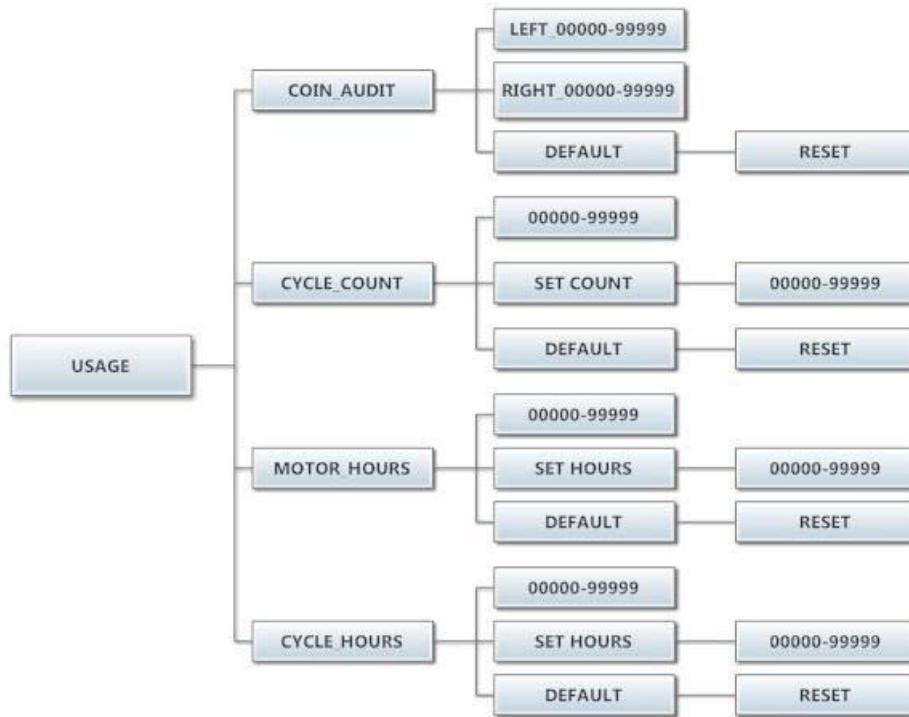 LEFT_00000-99999
COIN_AUDIT
RIGHT_00000-99999
DEFAULT
RESET
00000-99999
CYCLE_COUNT
SET COUNT
00000-99999
DEFAULT
RESET
USAGE
00000-99999
MOTOR_HOURS
SET HOURS
00000-99999
DEFAULT
RESET
00000-99999
CYCLE_HOURS
SET HOURS
00000-99999
DEFAULT
RESET